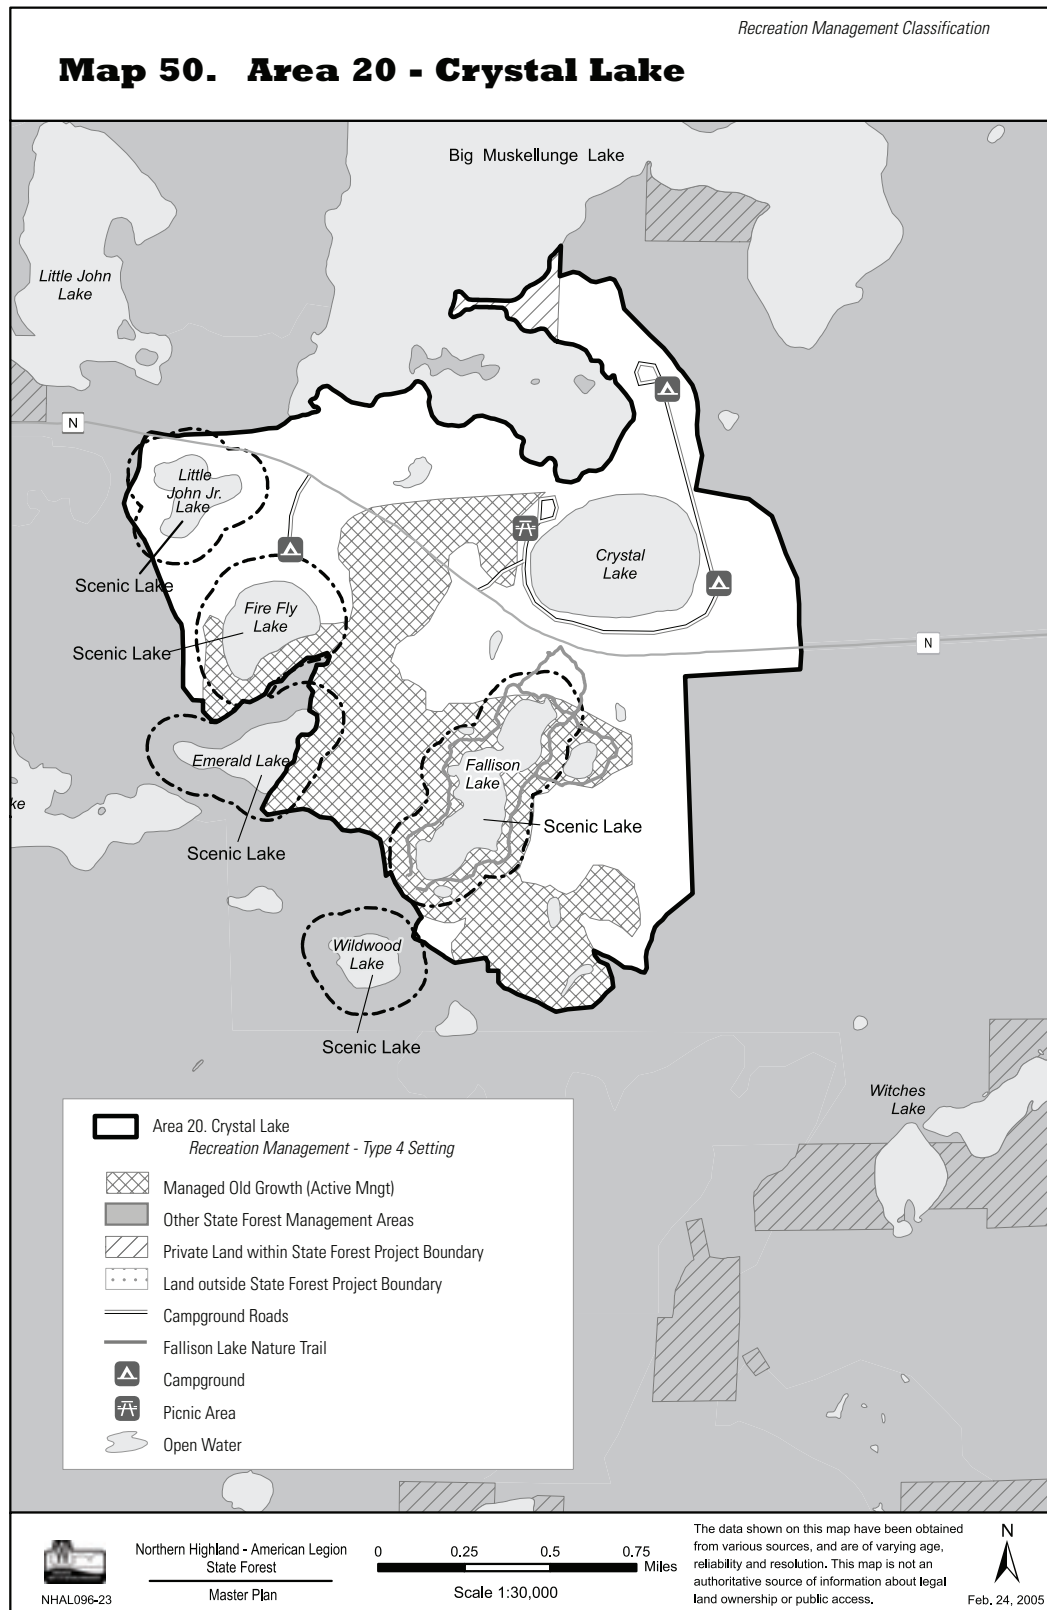 Recreation Management Classification
Map 50. Area 20 - Crystal Lake
Big Muskellunge Lake
Little John
Lake
N
Little
John Jr.
Lake
Scenic Lake
Crystal
Lake
Fire Fly
Lake
Scenic Lake
N
Emerald Lake
Fallison
Lake
ke
Scenic Lake
Scenic Lake
Wildwood
Lake
Scenic Lake
Witches
Lake
Area 20. Crystal Lake
Recreation Management - Type 4 Setting
Managed Old Growth (Active Mngt)
Other State Forest Management Areas
Private Land within State Forest Project Boundary
Land outside State Forest Project Boundary
Campground Roads
Fallison Lake Nature Trail
Campground
Picnic Area
Open Water
NHAL096-23
Northern Highland - American Legion
State Forest
Master Plan
0 0.25 0.5 0.75
Miles
Scale 1:30,000
The data shown on this map have been obtained
from various sources, and are of varying age,
reliability and resolution. This map is not an
authoritative source of information about legal
land ownership or public access.
N
Feb. 24, 2005